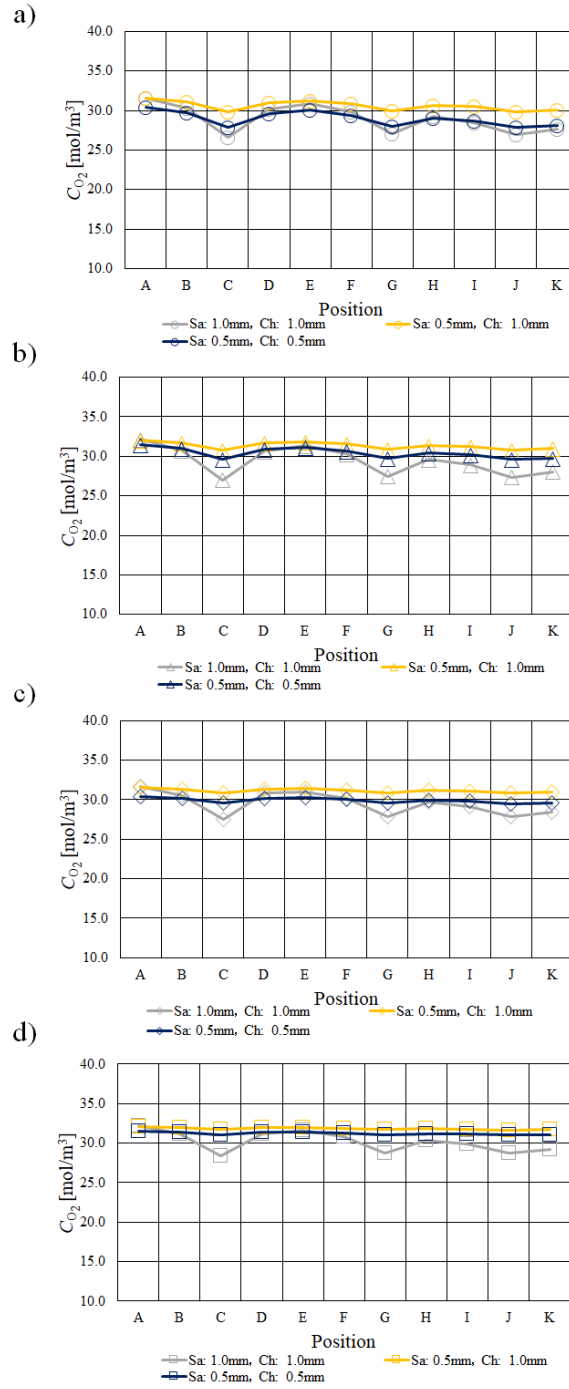 a)
40.0
35.0
30.0
25.0
20.0
15.0
10.0
C_O2 [mol/m³]
A B C D E F G H I J K
Position
Sa: 1.0mm, Ch: 1.0mm Sa: 0.5mm, Ch: 1.0mm
Sa: 0.5mm, Ch: 0.5mm
b)
40.0
35.0
30.0
25.0
20.0
15.0
10.0
C_O2 [mol/m³]
A B C D E F G H I J K
Position
Sa: 1.0mm, Ch: 1.0mm Sa: 0.5mm, Ch: 1.0mm
Sa: 0.5mm, Ch: 0.5mm
c)
40.0
35.0
30.0
25.0
20.0
15.0
10.0
C_O2 [mol/m³]
A B C D E F G H I J K
Position
Sa: 1.0mm, Ch: 1.0mm Sa: 0.5mm, Ch: 1.0mm
Sa: 0.5mm, Ch: 0.5mm
d)
40.0
35.0
30.0
25.0
20.0
15.0
10.0
C_O2 [mol/m³]
A B C D E F G H I J K
Position
Sa: 1.0mm, Ch: 1.0mm Sa: 0.5mm, Ch: 1.0mm
Sa: 0.5mm, Ch: 0.5mm